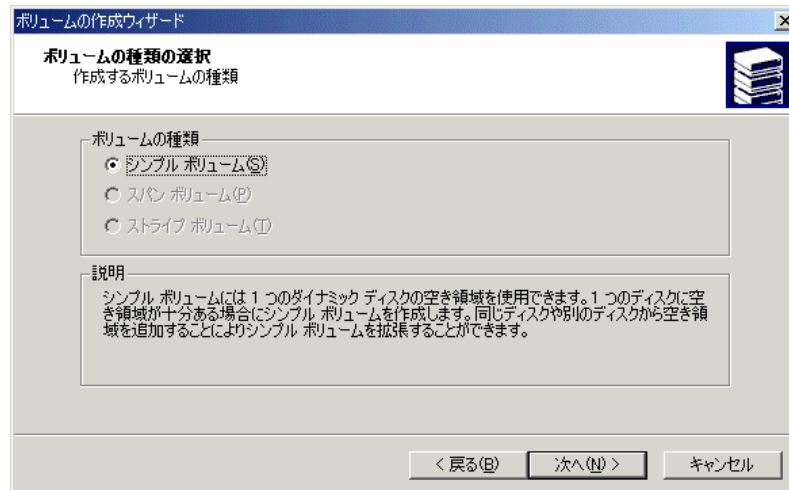 ボリュームの作成ウィザード
ボリュームの種類の選択
作成するボリュームの種類
ボリュームの種類
シンプル ボリューム(S)
スパン ボリューム(P)
ストライプ ボリューム(T)
説明
シンプル ボリュームには 1 つのダイナミック ディスクの空き領域を使用できます。1 つのディスクに空
き領域が十分ある場合にシンプル ボリュームを作成します。同じディスクや別のディスクから空き領
域を追加することによりシンプル ボリュームを拡張することができます。
< 戻る(B)
次へ(N) >
キャンセル